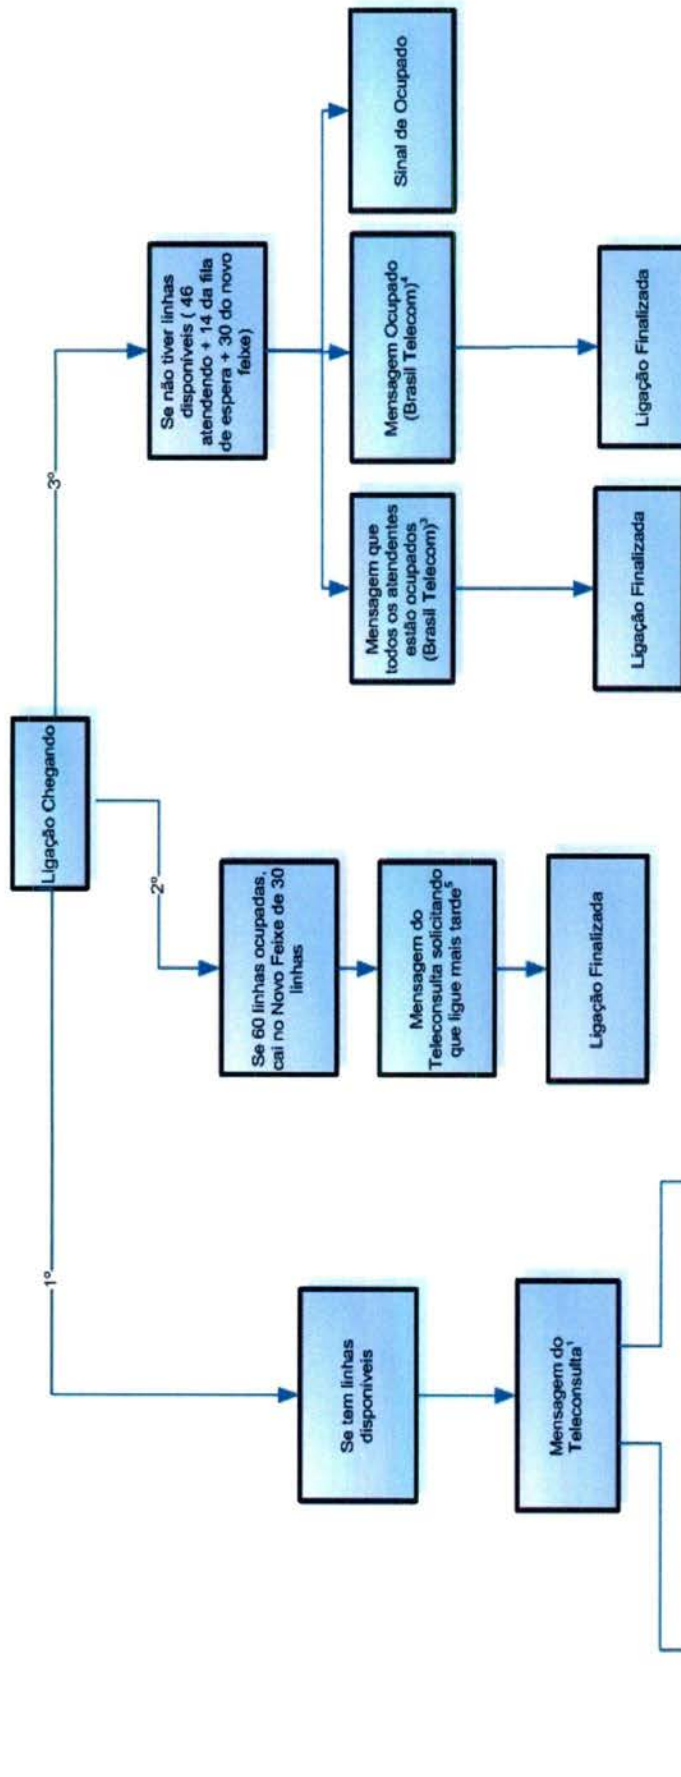 Ligação Chegando
1º
2º
3º
Se tem linhas
disponíveis
Mensagem do
Teleconsulta¹
Se 60 linhas ocupadas,
cai no Novo Feixe de 30
linhas
Mensagem do
Teleconsulta solicitando
que ligue mais tarde⁵
Ligação Finalizada
Se não tiver linhas
disponíveis ( 46
atendendo + 14 da fila
de espera + 30 do novo
feixe)
Mensagem que
todos os atendentes
estão ocupados
(Brasil Telecom)³
Ligação Finalizada
Mensagem Ocupado
(Brasil Telecom)⁴
Ligação Finalizada
Sinal de Ocupado